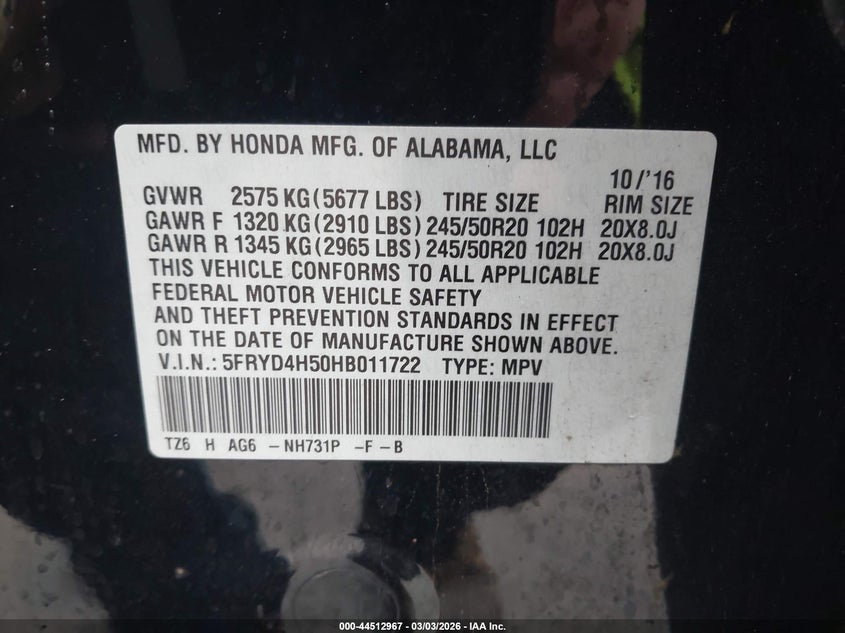 MFD. BY HONDA MFG. OF ALABAMA, LLC
10/'16
GVWR 2575 KG (5677 LBS) TIRE SIZE RIM SIZE
GAWR F 1320 KG (2910 LBS) 245/50R20 102H 20X8.0J
GAWR R 1345 KG (2965 LBS) 245/50R20 102H 20X8.0J
THIS VEHICLE CONFORMS TO ALL APPLICABLE
FEDERAL MOTOR VEHICLE SAFETY
AND THEFT PREVENTION STANDARDS IN EFFECT
ON THE DATE OF MANUFACTURE SHOWN ABOVE.
V.I.N.: 5FRYD4H50HB011722 TYPE: MPV
TZ6 H AG6 -NH731P -F-B
000-44512967 - 03/03/2026 - IAA Inc.